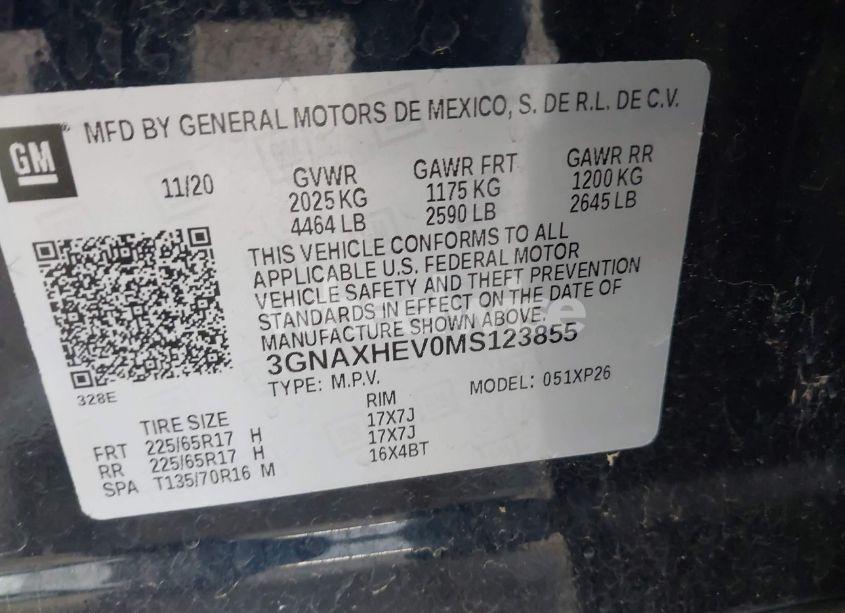 GM
MFD BY GENERAL MOTORS DE MEXICO, S. DE R.L. DE C.V.
11/20 GVWR GAWR FRT GAWR RR
2025 KG 1175 KG 1200 KG
4464 LB 2590 LB 2645 LB
THIS VEHICLE CONFORMS TO ALL
APPLICABLE U.S. FEDERAL MOTOR
VEHICLE SAFETY AND THEFT PREVENTION
STANDARDS IN EFFECT ON THE DATE OF
MANUFACTURE SHOWN ABOVE.
3GNAXHEV0MS123855
328E
TYPE: M.P.V. MODEL: 051XP26
TIRE SIZE RIM
FRT 225/65R17 H 17X7J
RR 225/65R17 H 17X7J
SPA T135/70R16 M 16X4BT